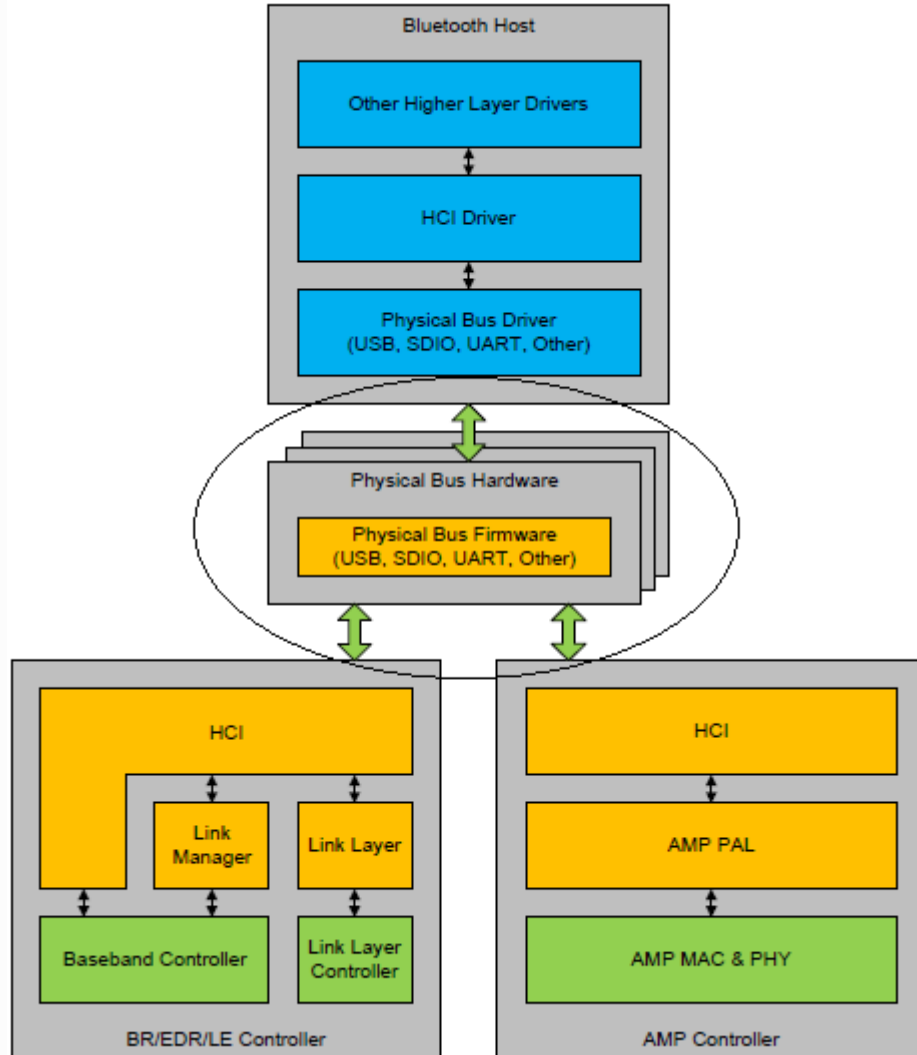 Bluetooth Host
Other Higher Layer Drivers
HCI Driver
Physical Bus Driver
(USB, SDIO, UART, Other)
Physical Bus Hardware
Physical Bus Firmware
(USB, SDIO, UART, Other)
HCI
Link
Manager
Link Layer
Baseband Controller
Link Layer
Controller
BR/EDR/LE Controller
HCI
AMP PAL
AMP MAC & PHY
AMP Controller